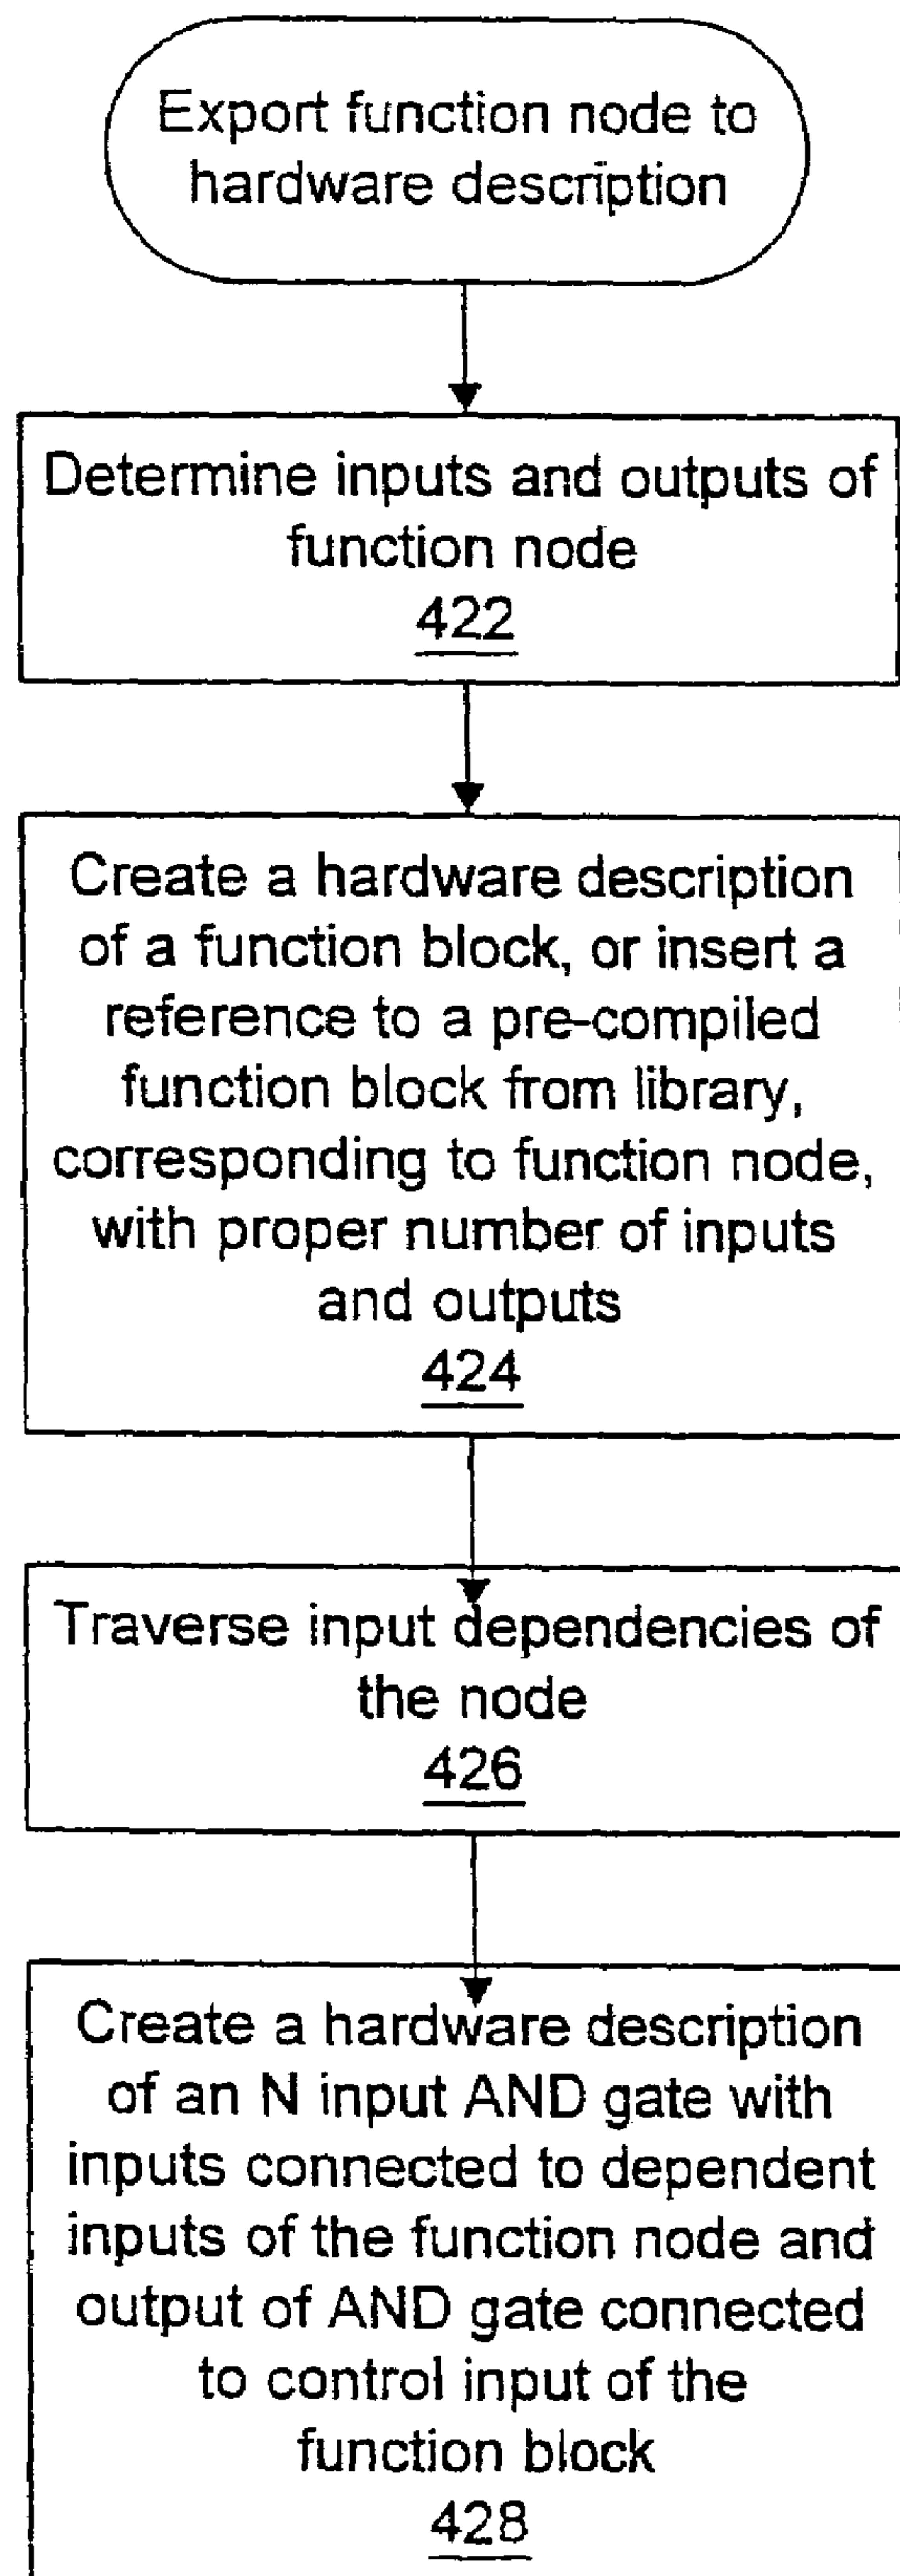 Export function node to
hardware description
Determine inputs and outputs of
function node
422
Create a hardware description
of a function block, or insert a
reference to a pre-compiled
function block from library,
corresponding to function node,
with proper number of inputs
and outputs
424
Traverse input dependencies of
the node
426
Create a hardware description
of an N input AND gate with
inputs connected to dependent
inputs of the function node and
output of AND gate connected
to control input of the
function block
428